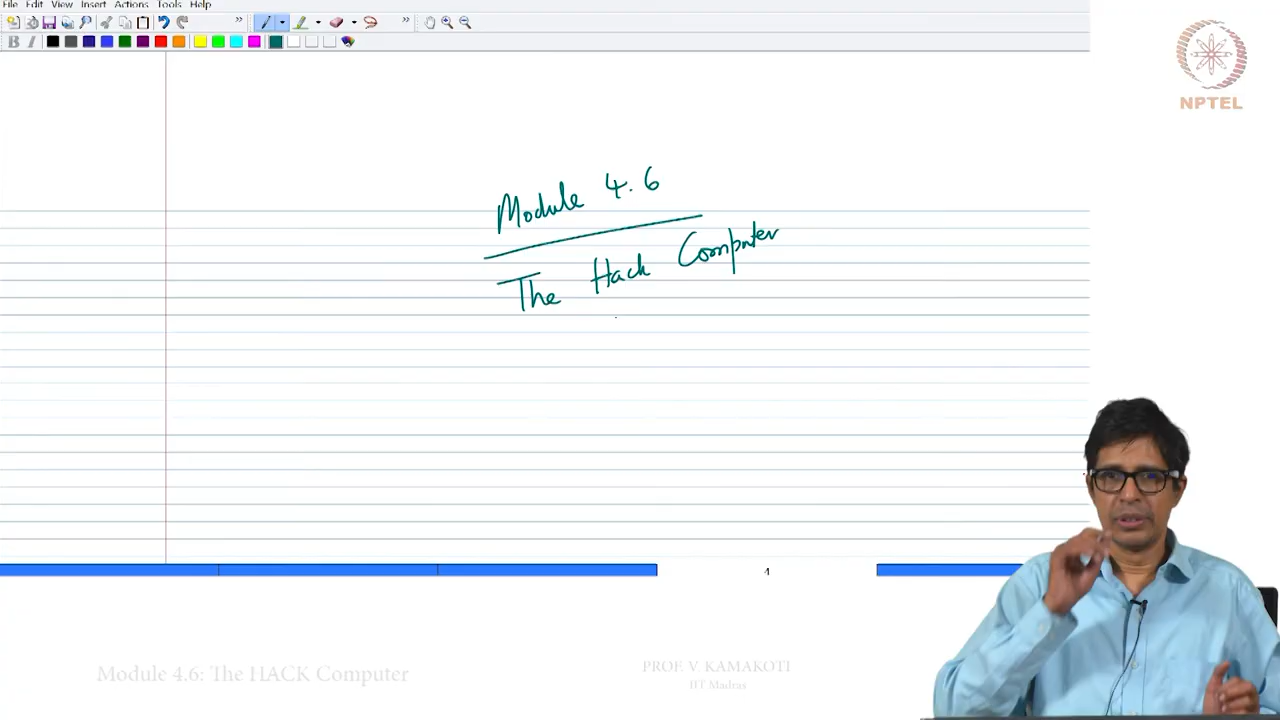 File Edit View Insert Actions Tools Help
B I
NPTEL
Module 4.6
The Hack Computer
4
Module 4.6: The HACK Computer
PROF. V. KAMAKOTI
IIT Madras